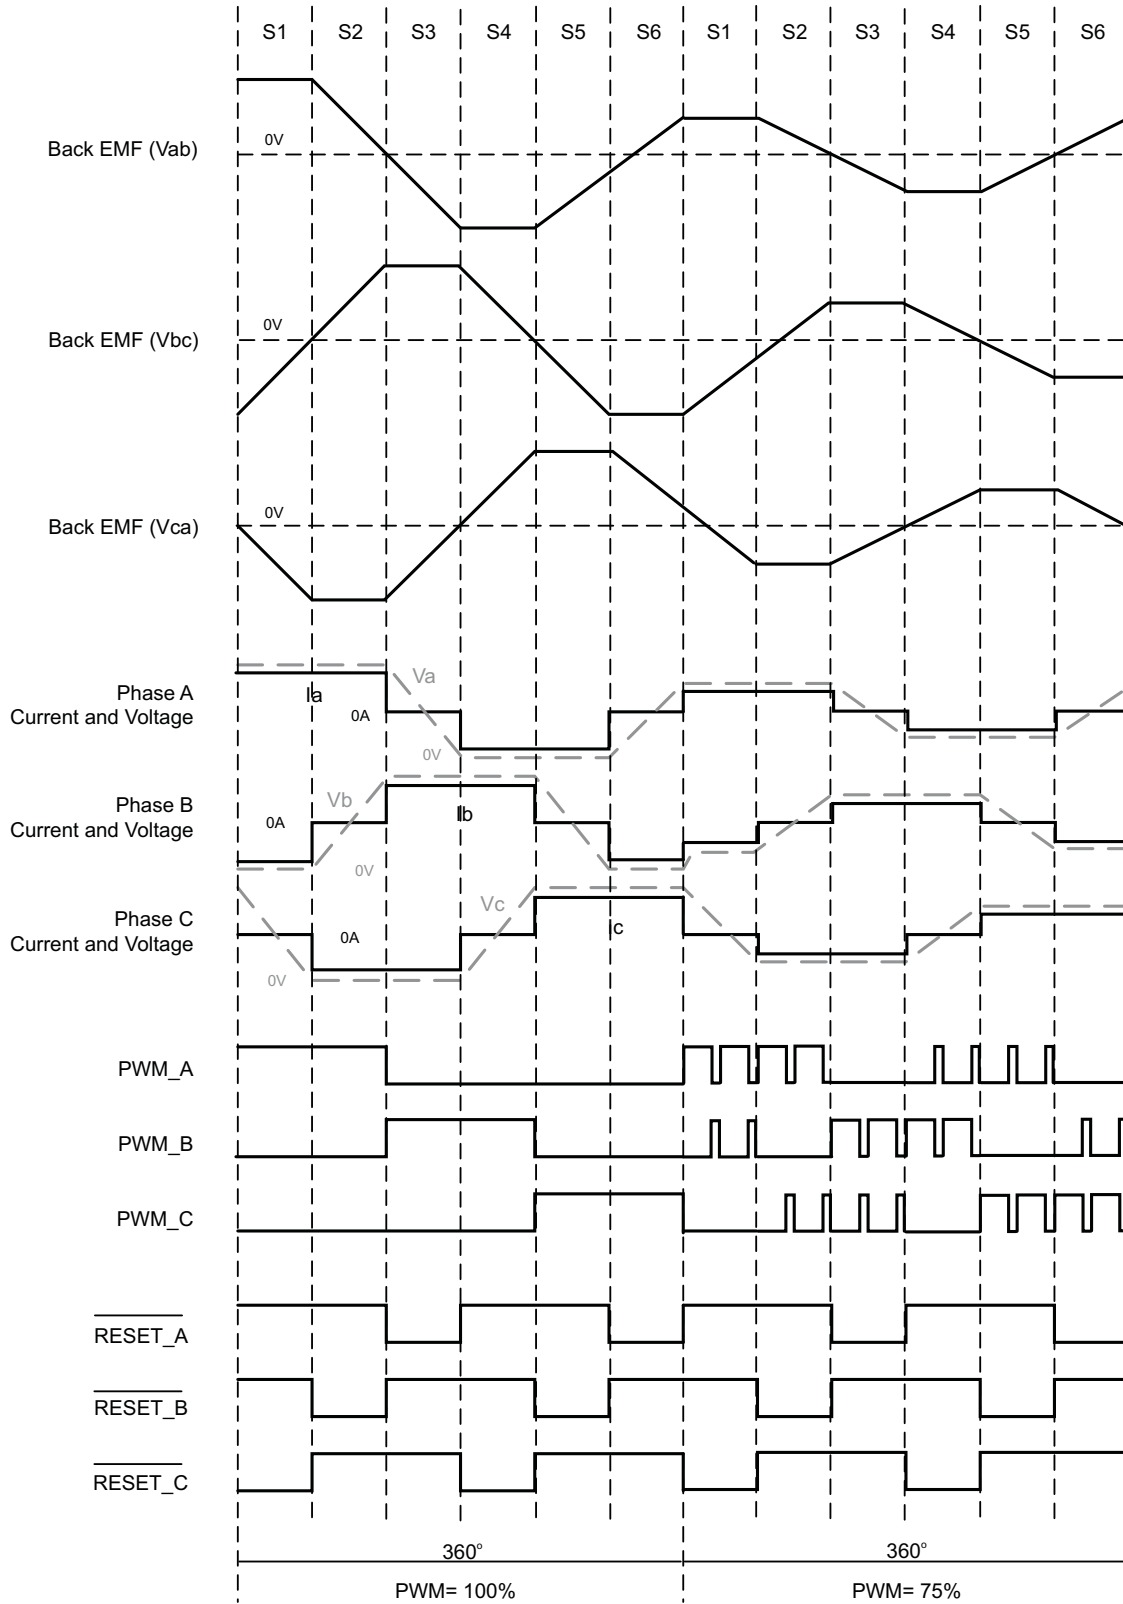 S1 S2 S3 S4 S5 S6 S1 S2 S3 S4 S5 S6
0V
Back EMF (Vab)
0V
Back EMF (Vbc)
0V
Back EMF (Vca)
Va
Phase A
Current and Voltage
Ia
0A
0V
Vb
Phase B
Current and Voltage
Ib
0A
0V
Vc
Phase C
Current and Voltage
Ic
0A
0V
PWM_A
PWM_B
PWM_C
RESET_A
RESET_B
RESET_C
360° 360°
PWM= 100% PWM= 75%